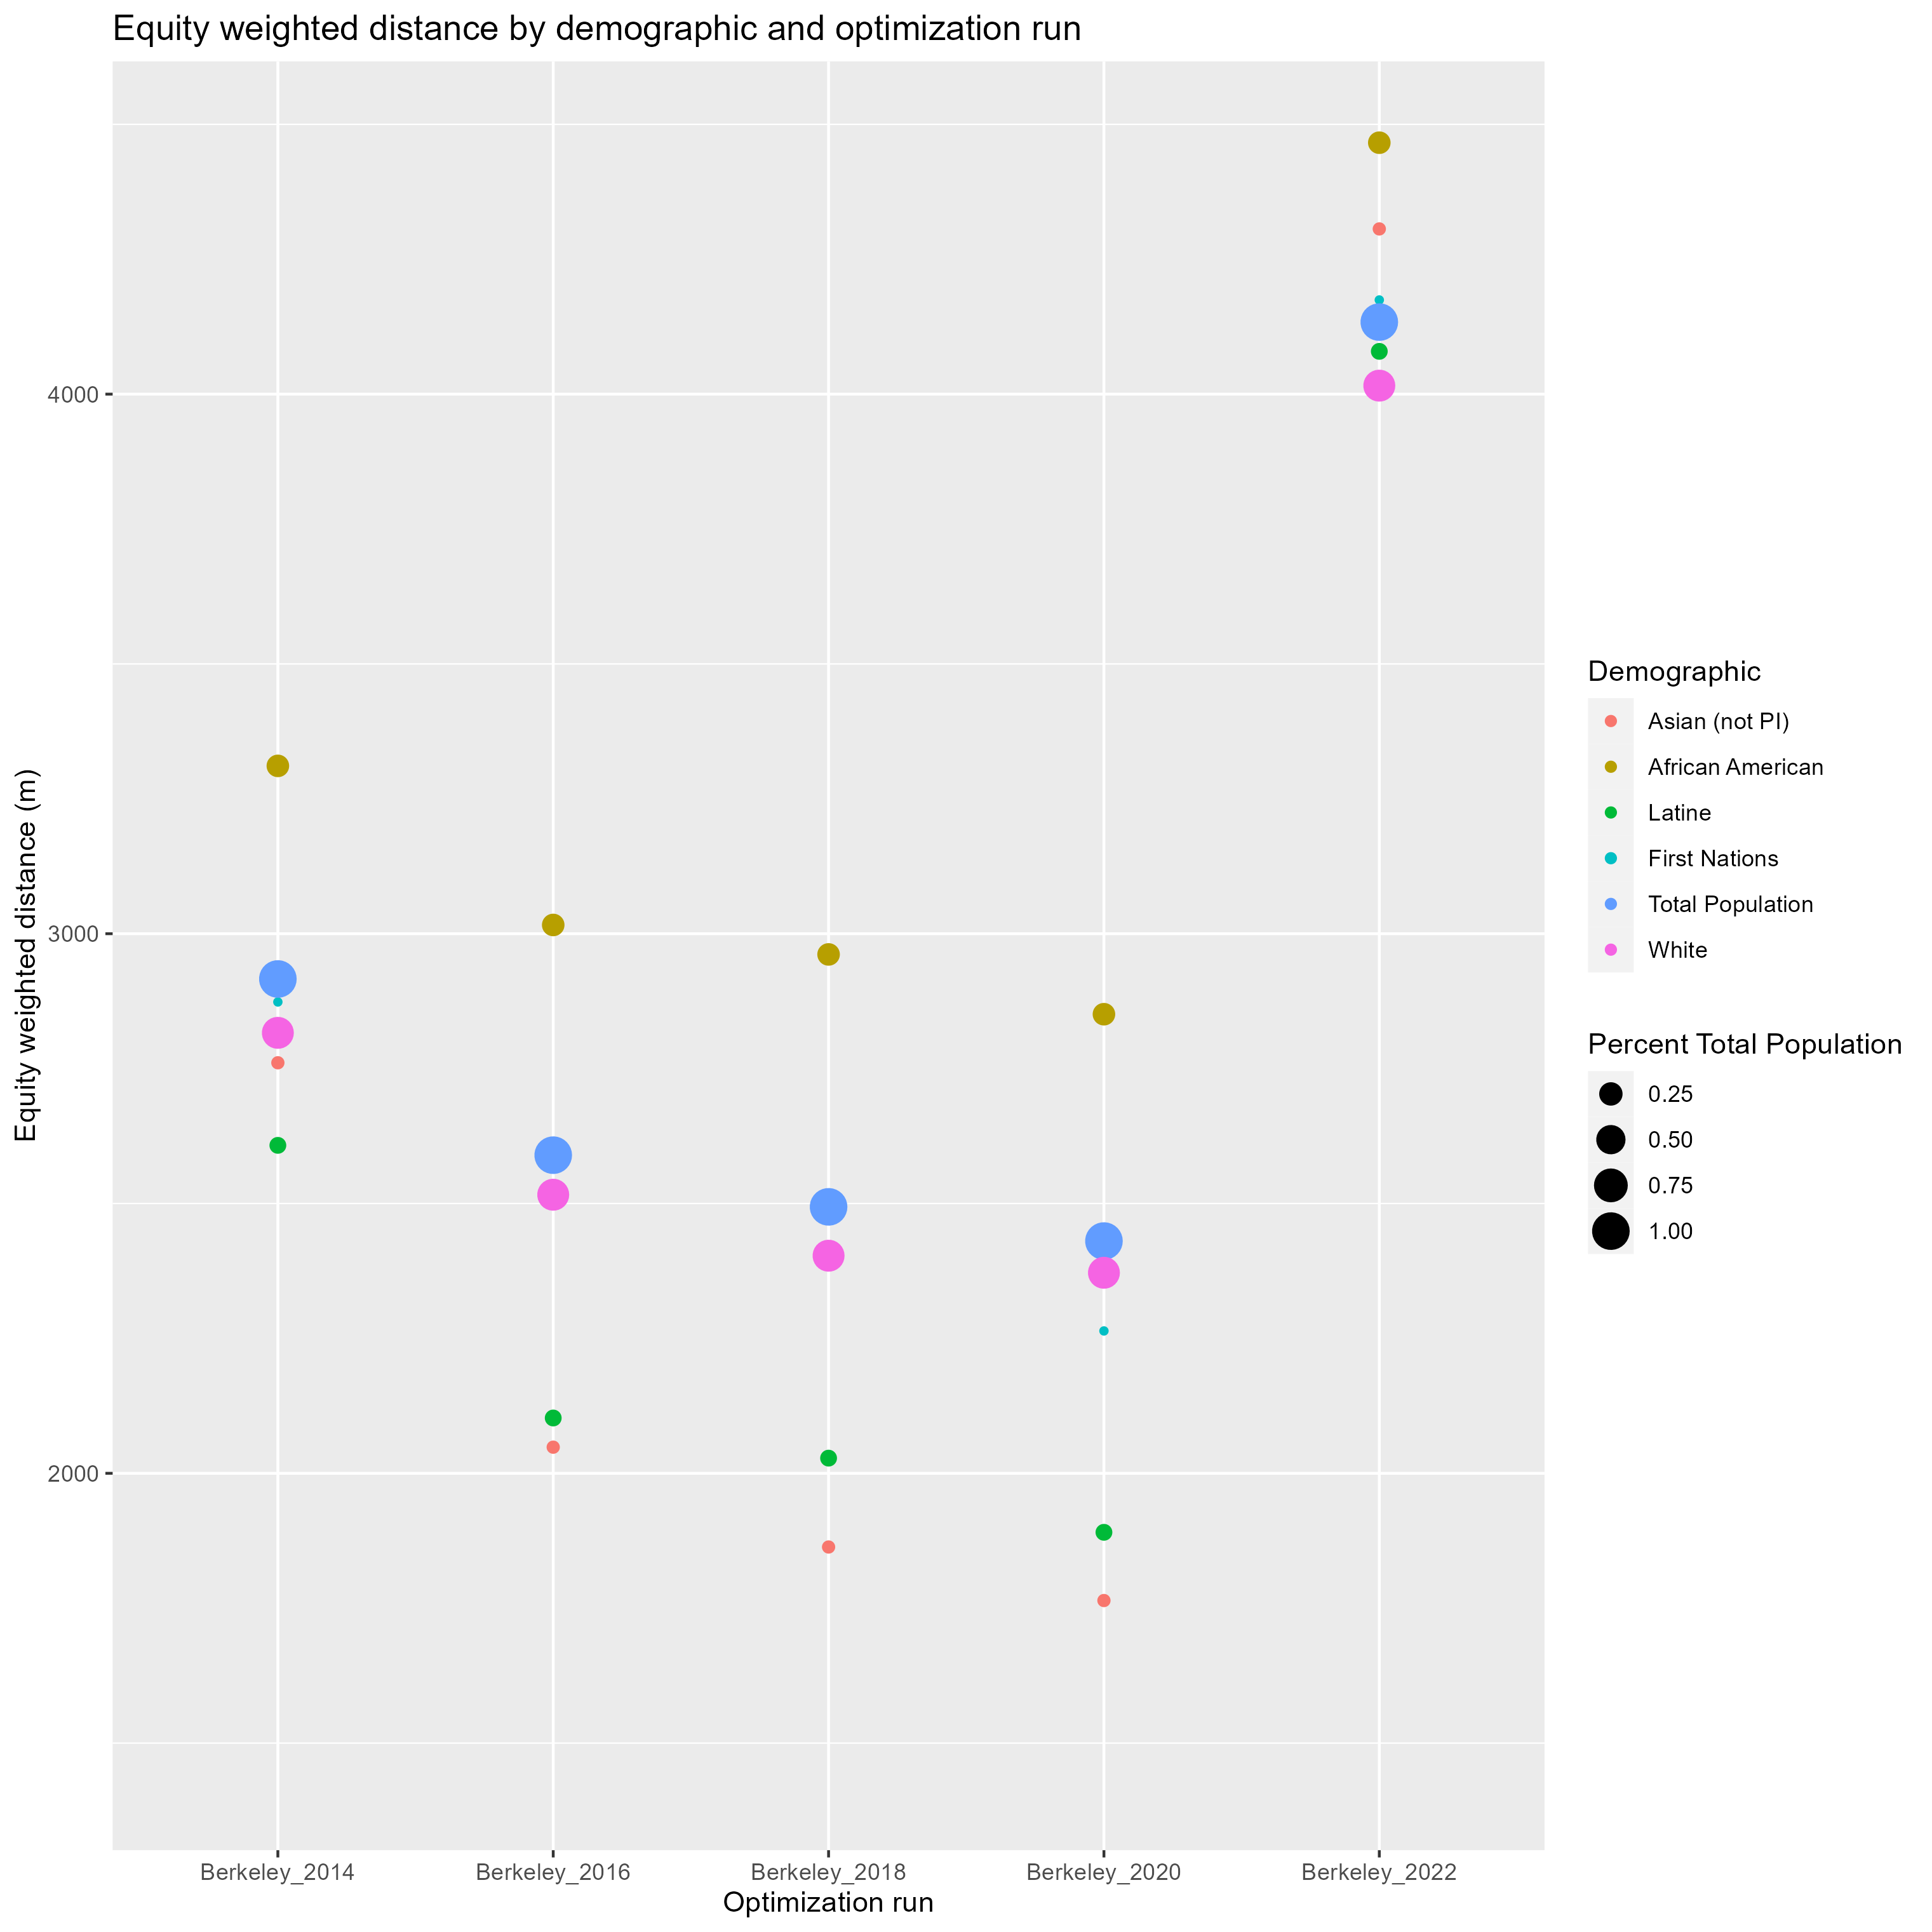 Equity weighted distance by demographic and optimization run
Equity weighted distance (m)
4000
3000
2000
Berkeley_2014
Berkeley_2016
Berkeley_2018
Berkeley_2020
Berkeley_2022
Optimization run
Demographic
Asian (not PI)
African American
Latine
First Nations
Total Population
White
Percent Total Population
0.25
0.50
0.75
1.00